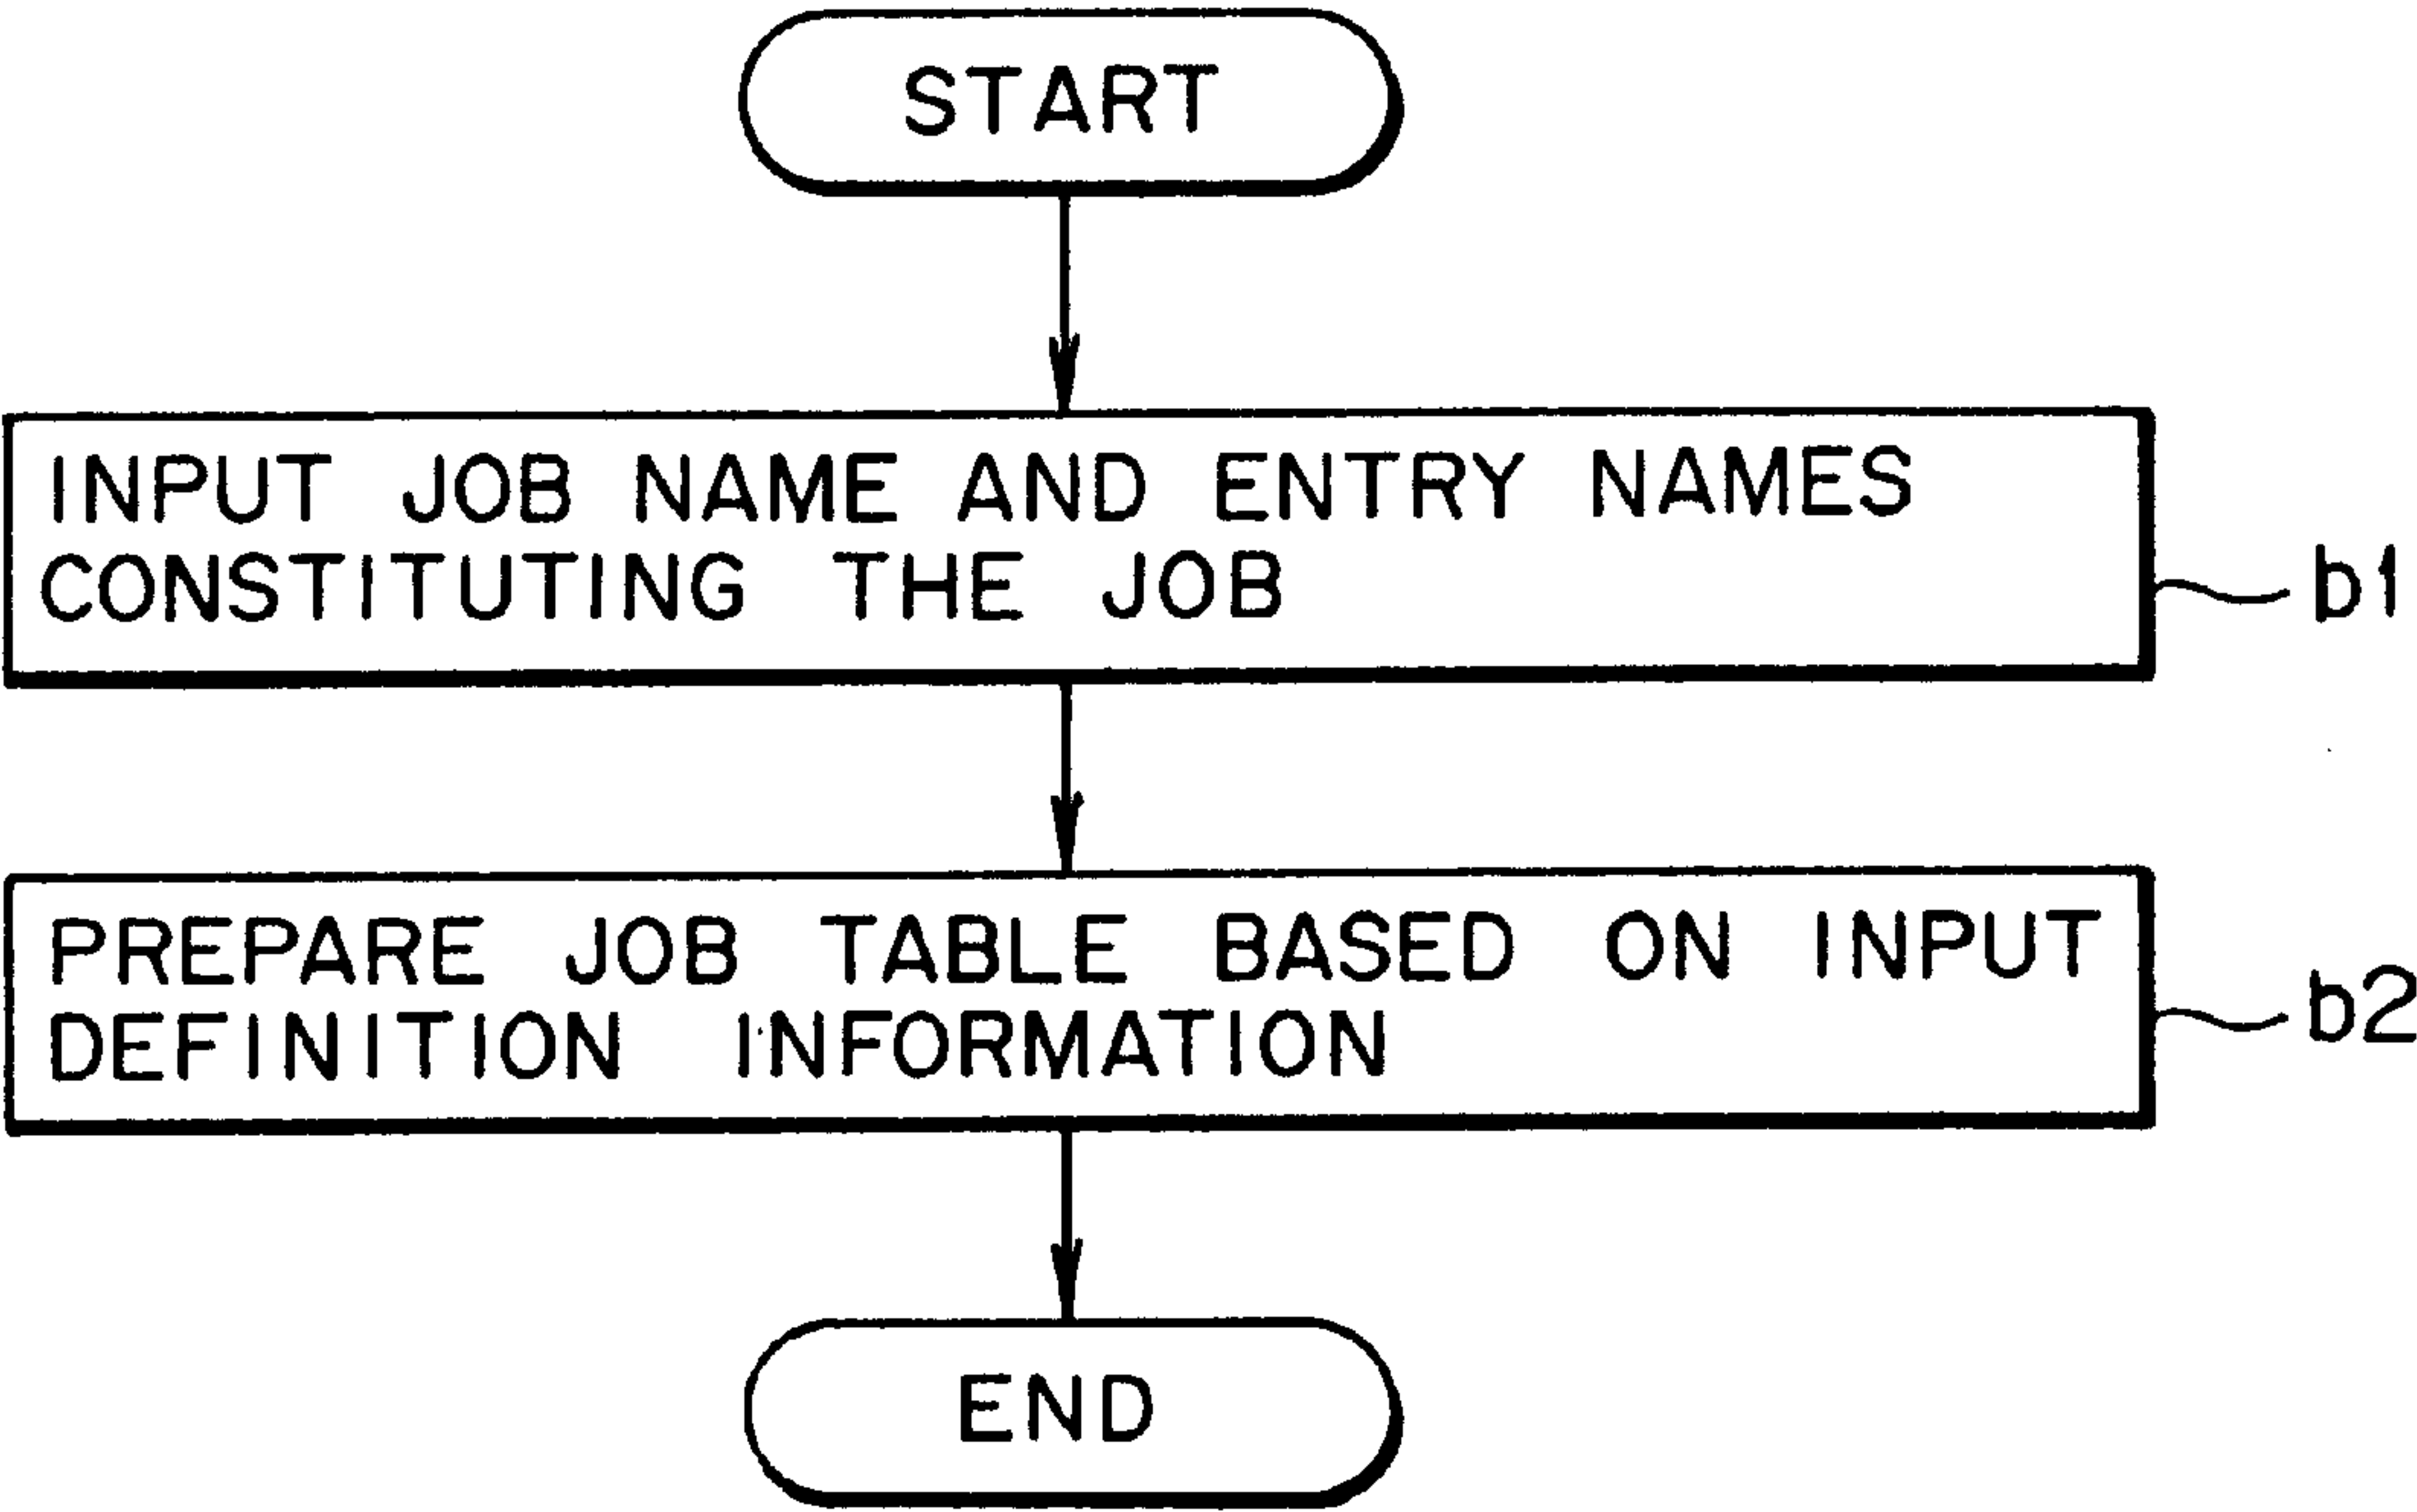 START
INPUT JOB NAME AND ENTRY NAMES
CONSTITUTING THE JOB
b1
PREPARE JOB TABLE BASED ON INPUT
DEFINITION INFORMATION
b2
END